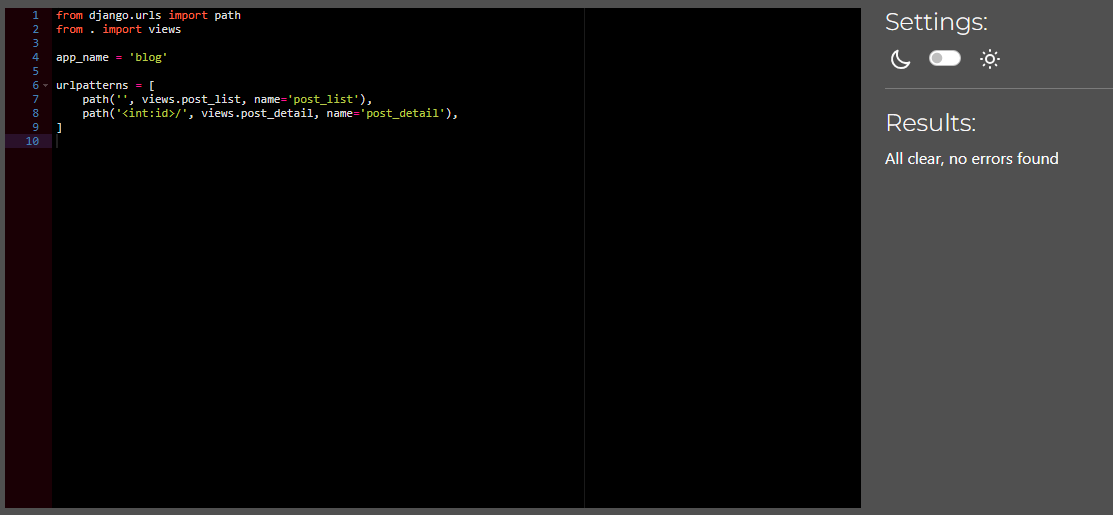 1 from django.urls import path
2 from . import views
3
4 app_name = 'blog'
5
6 urlpatterns = [
7     path('', views.post_list, name='post_list'),
8     path('<int:id>/', views.post_detail, name='post_detail'),
9 ]
10
Settings:
Results:
All clear, no errors found